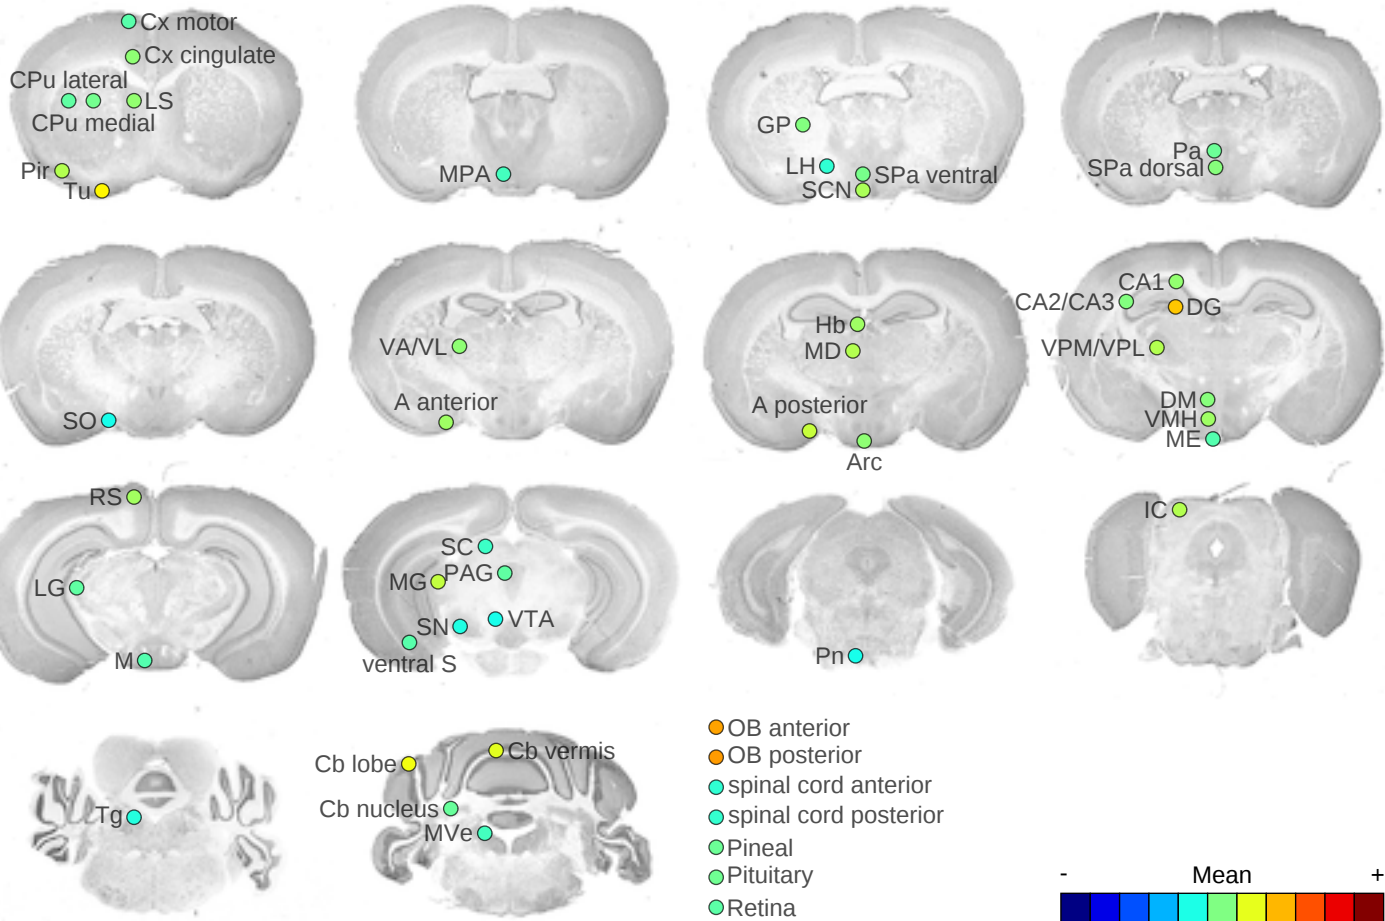 Cx motor
Cx cingulate
CPu lateral
LS
CPu medial
Pir
Tu
MPA
GP
LH
SPa ventral
SCN
Pa
SPa dorsal
SO
VA/VL
A anterior
Hb
MD
A posterior
Arc
CA1
CA2/CA3
DG
VPM/VPL
DM
VMH
ME
RS
LG
M
SC
PAG
MG
VTA
SN
ventral S
Pn
IC
Tg
Cb vermis
Cb lobe
Cb nucleus
MVe
OB anterior
OB posterior
spinal cord anterior
spinal cord posterior
Pineal
Pituitary
Retina
- Mean +